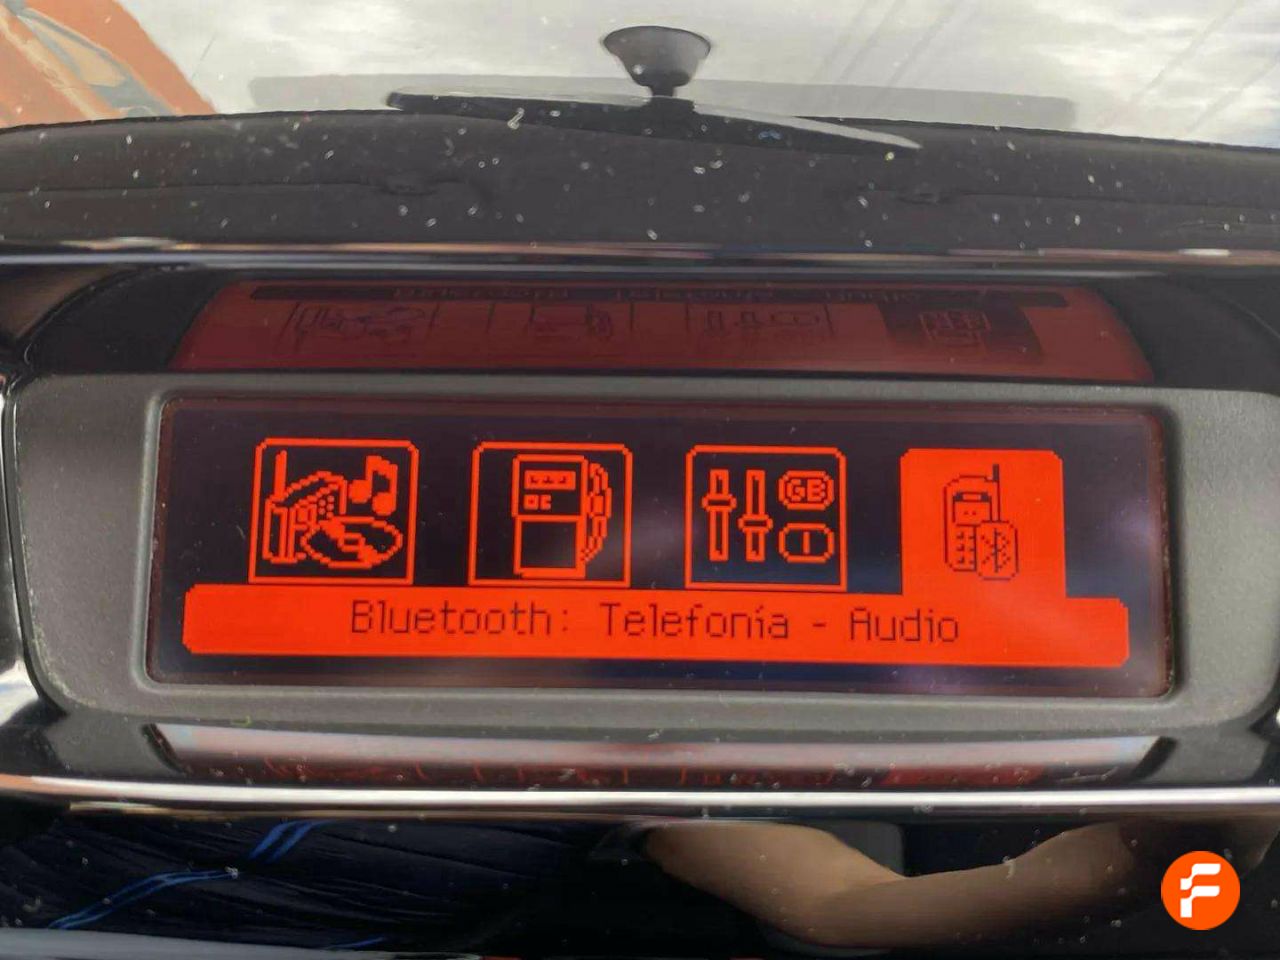 GB
Bluetooth: Telefonía - Audio